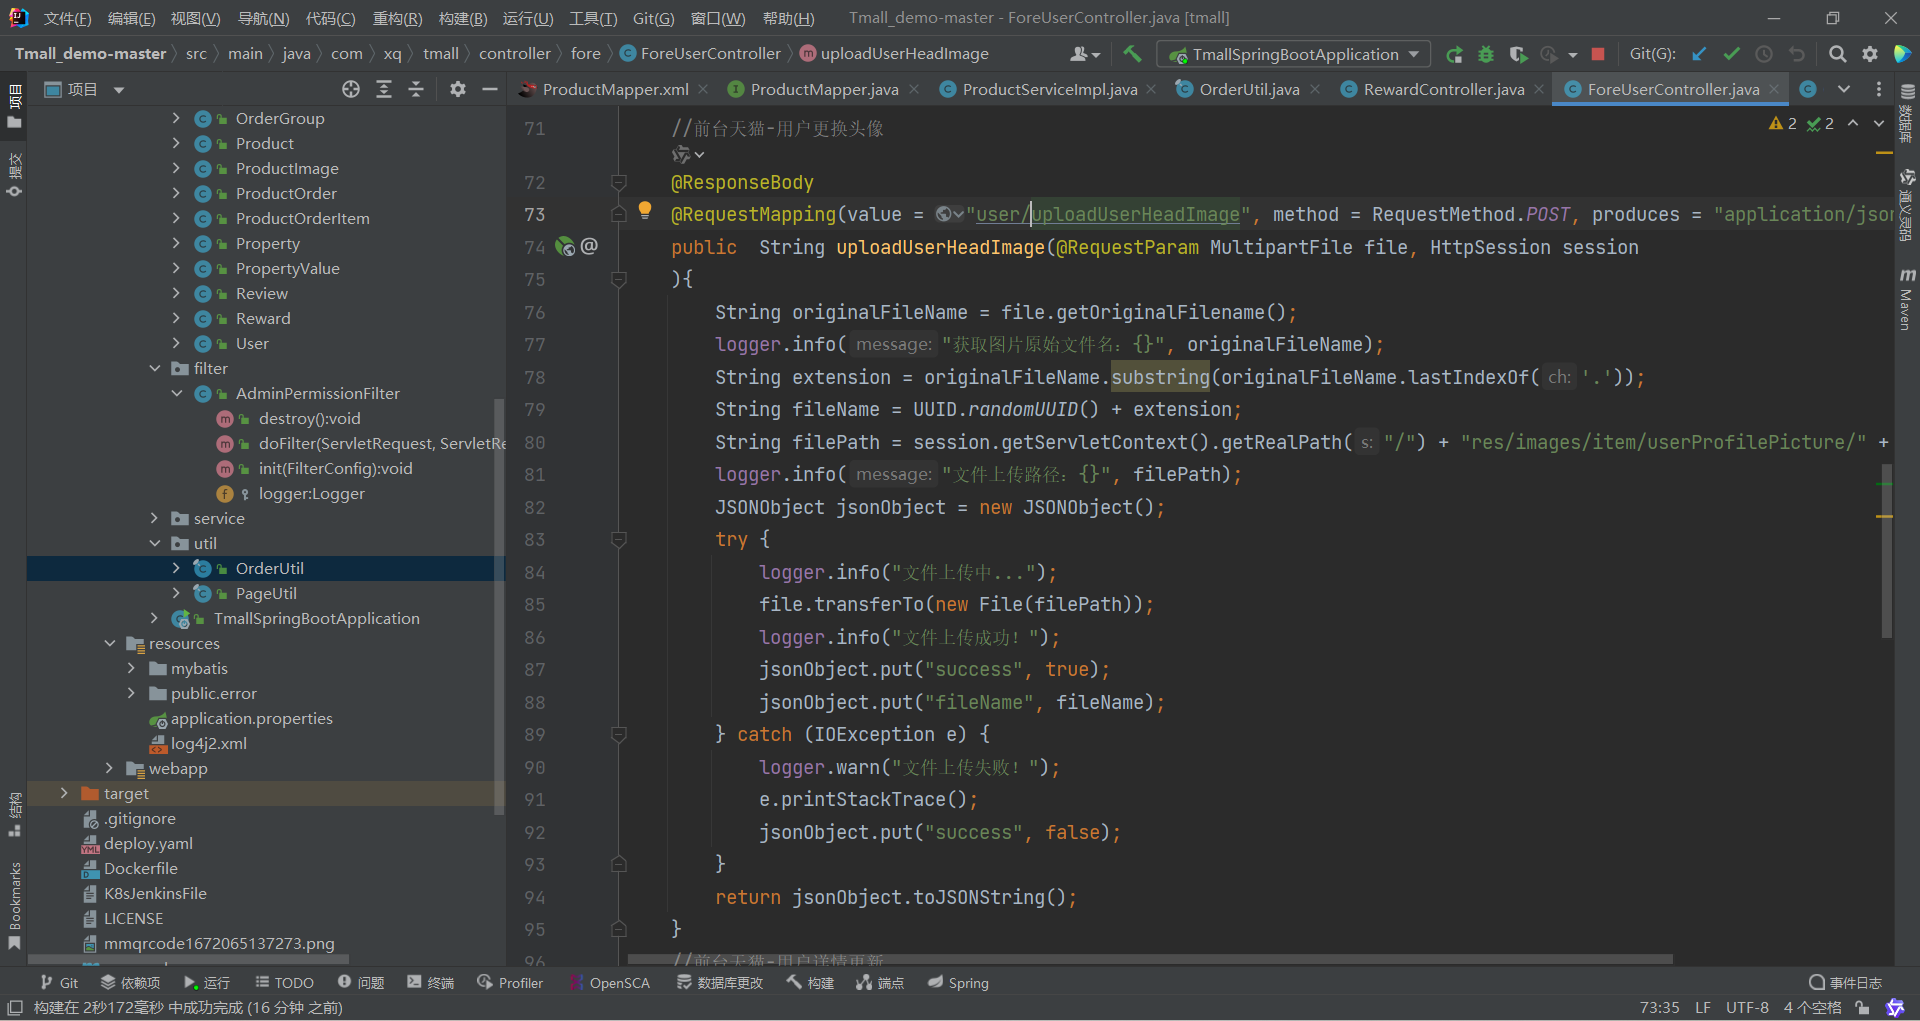 文件(F) 编辑(E) 视图(V) 导航(N) 代码(C) 重构(R) 构建(B) 运行(U) 工具(T) Git(G) 窗口(W) 帮助(H) Tmall_demo-master - ForeUserController.java [tmall]
Tmall_demo-master src main java com xq tmall controller fore ForeUserController uploadUserHeadImage TmallSpringBootApplication Git(G):
项目
ProductMapper.xml ProductMapper.java ProductServiceImpl.java OrderUtil.java RewardController.java ForeUserController.java
项目
提交
结构
Bookmarks
OrderGroup
Product
ProductImage
ProductOrder
ProductOrderItem
Property
PropertyValue
Review
Reward
User
filter
AdminPermissionFilter
destroy():void
doFilter(ServletRequest, ServletRe
init(FilterConfig):void
logger:Logger
service
util
OrderUtil
PageUtil
TmallSpringBootApplication
resources
mybatis
public.error
application.properties
log4j2.xml
webapp
target
.gitignore
deploy.yaml
Dockerfile
K8sJenkinsFile
LICENSE
mmqrcode1672065137273.png
2 2
71 //前台天猫-用户更换头像
72 @ResponseBody
73 @RequestMapping(value = "user/uploadUserHeadImage", method = RequestMethod.POST, produces = "application/jso
74 @ public String uploadUserHeadImage(@RequestParam MultipartFile file, HttpSession session
75 ){
76 String originalFileName = file.getOriginalFilename();
77 logger.info( message: "获取图片原始文件名: {}", originalFileName);
78 String extension = originalFileName.substring(originalFileName.lastIndexOf( ch: '.'));
79 String fileName = UUID.randomUUID() + extension;
80 String filePath = session.getServletContext().getRealPath( s: "/") + "res/images/item/userProfilePicture/" +
81 logger.info( message: "文件上传路径: {}", filePath);
82 JSONObject jsonObject = new JSONObject();
83 try {
84 logger.info("文件上传中...");
85 file.transferTo(new File(filePath));
86 logger.info("文件上传成功! ");
87 jsonObject.put("success", true);
88 jsonObject.put("fileName", fileName);
89 } catch (IOException e) {
90 logger.warn("文件上传失败! ");
91 e.printStackTrace();
92 jsonObject.put("success", false);
93 }
94 return jsonObject.toJSONString();
95 }
96 //前台天猫-用户详情更新
数据库
通义灵码
Maven
Git 依赖项 运行 TODO 问题 终端 Profiler OpenSCA 数据库更改 构建 端点 Spring 事件日志
构建在 2秒172毫秒 中成功完成 (16 分钟 之前) 73:35 LF UTF-8 4 个空格